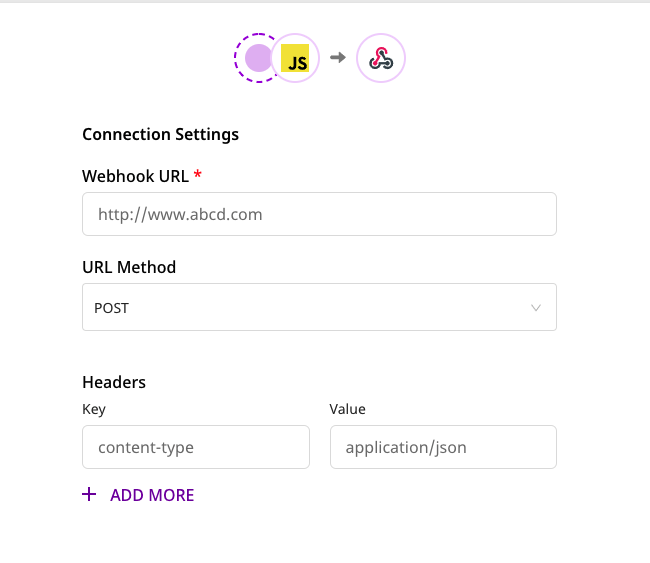 JS
Connection Settings
Webhook URL *
http://www.abcd.com
URL Method
POST
Headers
Key Value
content-type application/json
+ ADD MORE